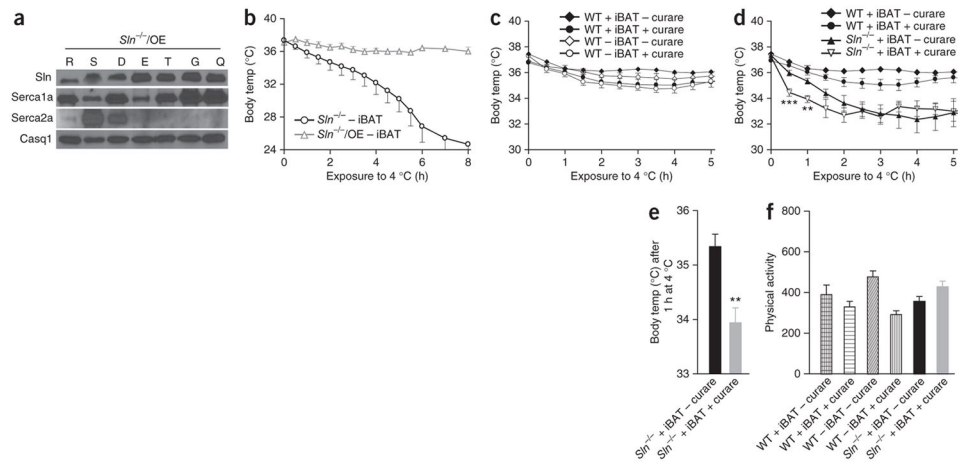 a
Sln–/–/OE
R S D E T G Q
Sln
Serca1a
Serca2a
Casq1
b
Body temp (°C)
40
36
32
28
24
Sln–/– – iBAT
Sln–/–/OE – iBAT
0 2 4 6 8
Exposure to 4 °C (h)
c
WT + iBAT – curare
WT + iBAT + curare
WT – iBAT – curare
WT – iBAT + curare
Body temp (°C)
40
38
36
34
32
30
0 1 2 3 4 5
Exposure to 4 °C (h)
d
WT + iBAT – curare
WT + iBAT + curare
Sln–/– + iBAT – curare
Sln–/– + iBAT + curare
Body temp (°C)
40
38
36
34
32
30
***
**
0 1 2 3 4 5
Exposure to 4 °C (h)
e
Body temp (°C) after
1 h at 4 °C
36
35
34
33
**
Sln–/– + iBAT – curare
Sln–/– + iBAT + curare
f
Physical activity
800
600
400
200
0
WT + iBAT – curare
WT + iBAT + curare
WT – iBAT – curare
WT – iBAT + curare
Sln–/– + iBAT – curare
Sln–/– + iBAT + curare